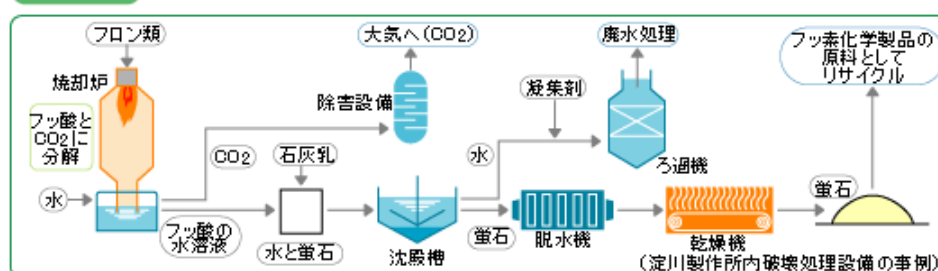 フロン類
大気へ(CO2)
廃水処理
フッ素化学製品の
原料として
リサイクル
焼却炉
除害設備
凝集剤
フッ酸と
CO2に
分解
CO2
石灰乳
水
ろ過機
水
蛍石
フッ酸の
水溶液
水と蛍石
沈殿槽
蛍石
脱水機
乾燥機
(淀川製作所内破壊処理設備の事例)